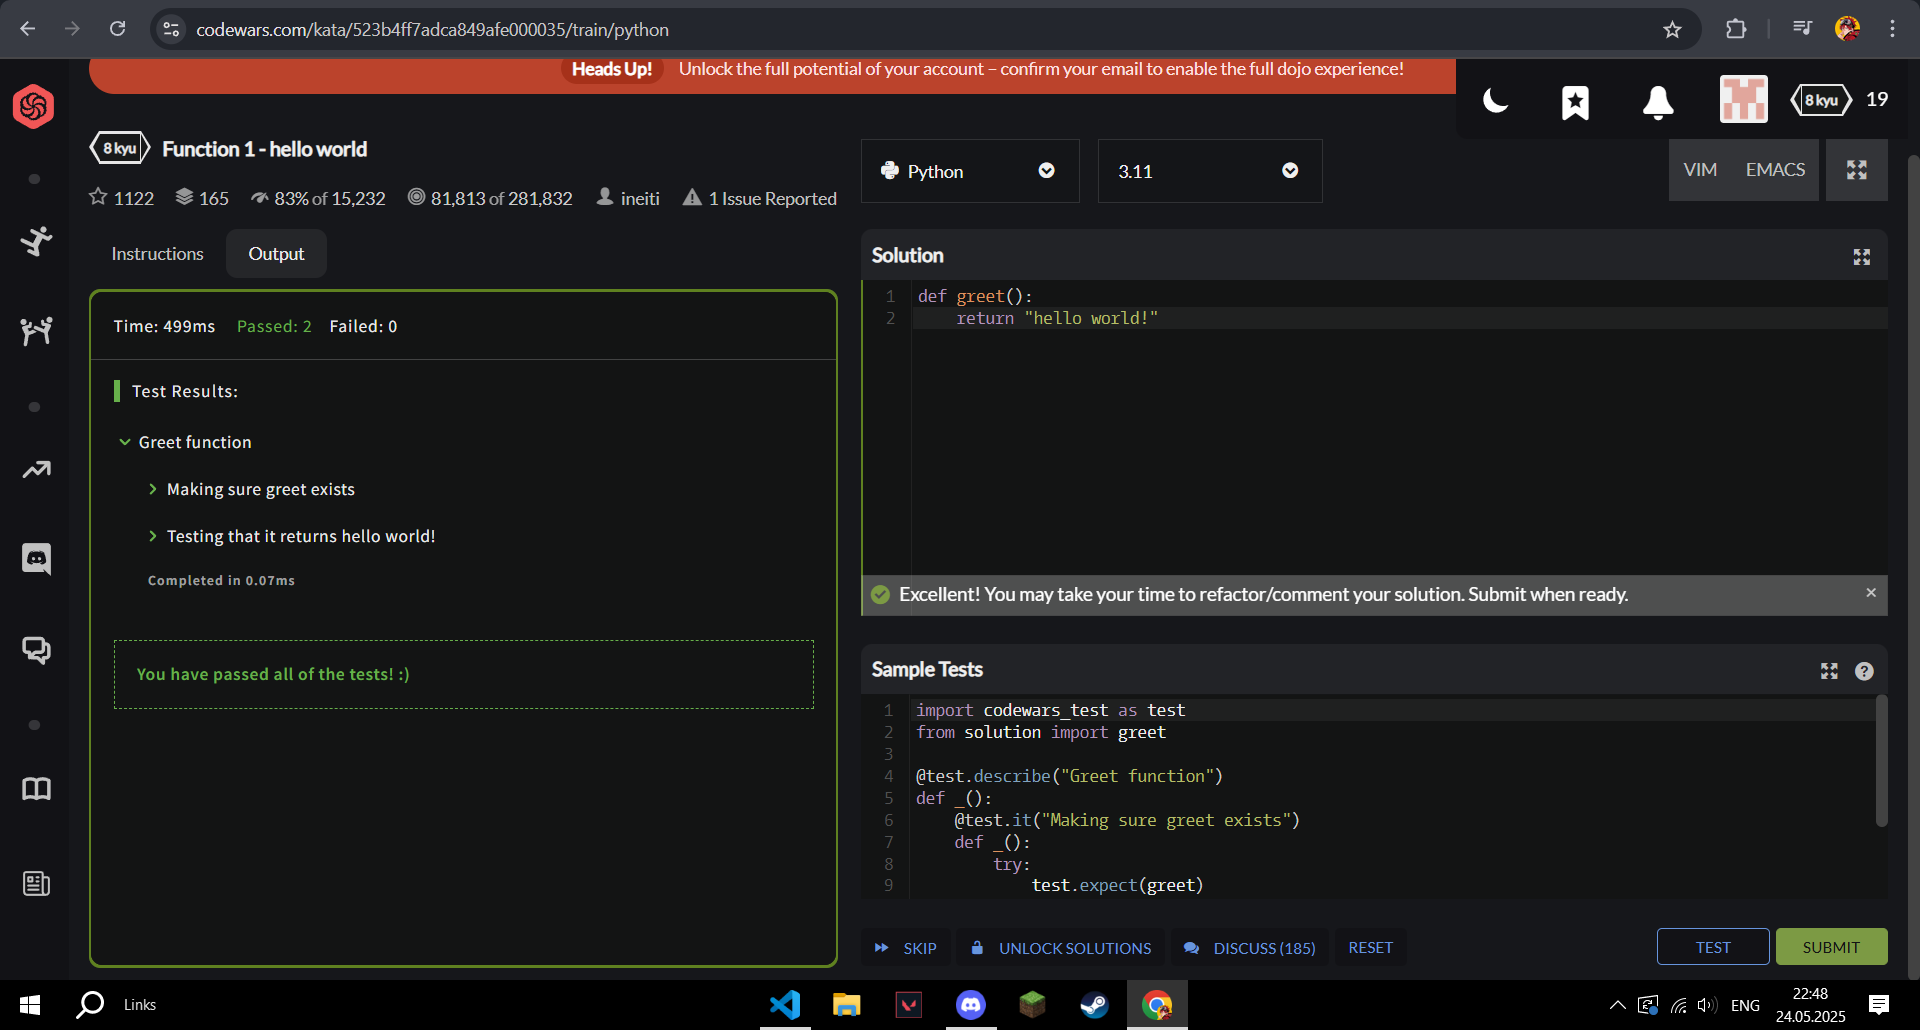 codewars.com/kata/523b4ff7adca849afe000035/train/python
Heads Up! Unlock the full potential of your account – confirm your email to enable the full dojo experience!
8 kyu 19
8 kyu Function 1 - hello world
1122 165 83% of 15,232 81,813 of 281,832 ineiti 1 Issue Reported
Python 3.11 VIM EMACS
Instructions Output
Time: 499ms Passed: 2 Failed: 0
Test Results:
Greet function
Making sure greet exists
Testing that it returns hello world!
Completed in 0.07ms
You have passed all of the tests! :)
Solution
1 def greet():
2     return "hello world!"
Excellent! You may take your time to refactor/comment your solution. Submit when ready. ×
Sample Tests ?
1 import codewars_test as test
2 from solution import greet
3
4 @test.describe("Greet function")
5 def _():
6     @test.it("Making sure greet exists")
7     def _():
8         try:
9             test.expect(greet)
SKIP UNLOCK SOLUTIONS DISCUSS (185) RESET TEST SUBMIT
Links ENG 22:48
24.05.2025